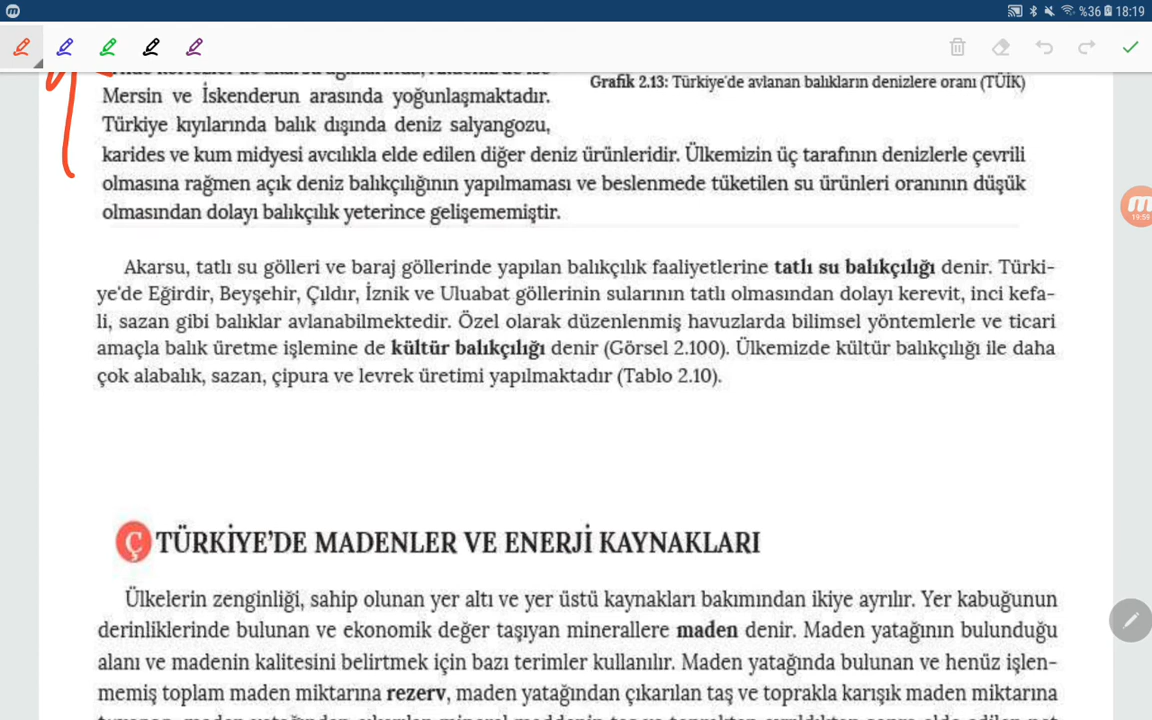 %36 18:19
Grafik 2.13: Türkiye'de avlanan balıkların denizlere oranı (TÜİK)
Mersin ve İskenderun arasında yoğunlaşmaktadır.
Türkiye kıyılarında balık dışında deniz salyangozu,
karides ve kum midyesi avcılıkla elde edilen diğer deniz ürünleridir. Ülkemizin üç tarafının denizlerle çevrili
olmasına rağmen açık deniz balıkçılığının yapılmaması ve beslenmede tüketilen su ürünleri oranının düşük
olmasından dolayı balıkçılık yeterince gelişememiştir.
Akarsu, tatlı su gölleri ve baraj göllerinde yapılan balıkçılık faaliyetlerine tatlı su balıkçılığı denir. Türki-
ye'de Eğirdir, Beyşehir, Çıldır, İznik ve Uluabat göllerinin sularının tatlı olmasından dolayı kerevit, inci kefa-
li, sazan gibi balıklar avlanabilmektedir. Özel olarak düzenlenmiş havuzlarda bilimsel yöntemlerle ve ticari
amaçla balık üretme işlemine de kültür balıkçılığı denir (Görsel 2.100). Ülkemizde kültür balıkçılığı ile daha
çok alabalık, sazan, çipura ve levrek üretimi yapılmaktadır (Tablo 2.10).
19:59
Ç TÜRKİYE'DE MADENLER VE ENERJİ KAYNAKLARI
Ülkelerin zenginliği, sahip olunan yer altı ve yer üstü kaynakları bakımından ikiye ayrılır. Yer kabuğunun
derinliklerinde bulunan ve ekonomik değer taşıyan minerallere maden denir. Maden yatağının bulunduğu
alanı ve madenin kalitesini belirtmek için bazı terimler kullanılır. Maden yatağında bulunan ve henüz işlen-
memiş toplam maden miktarına rezerv, maden yatağından çıkarılan taş ve toprakla karışık maden miktarına